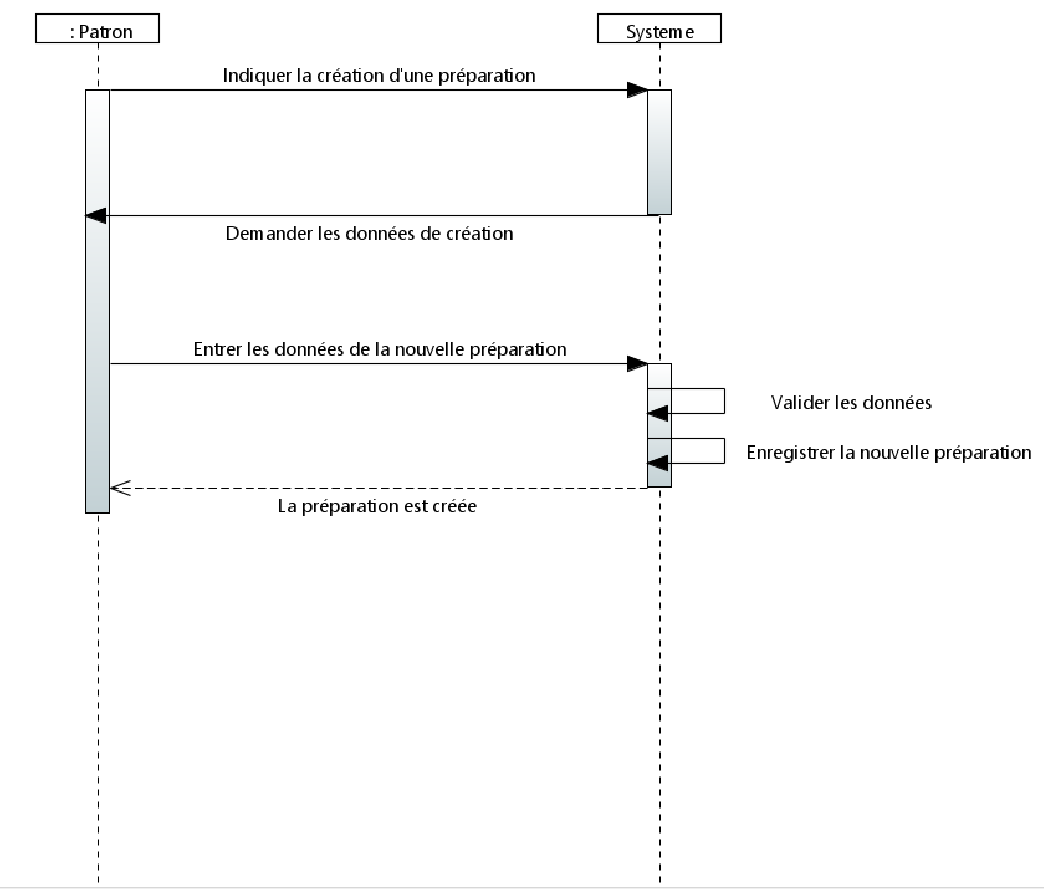 : Patron
Systeme
Indiquer la création d'une préparation
Demander les données de création
Entrer les données de la nouvelle préparation
Valider les données
Enregistrer la nouvelle préparation
La préparation est créée